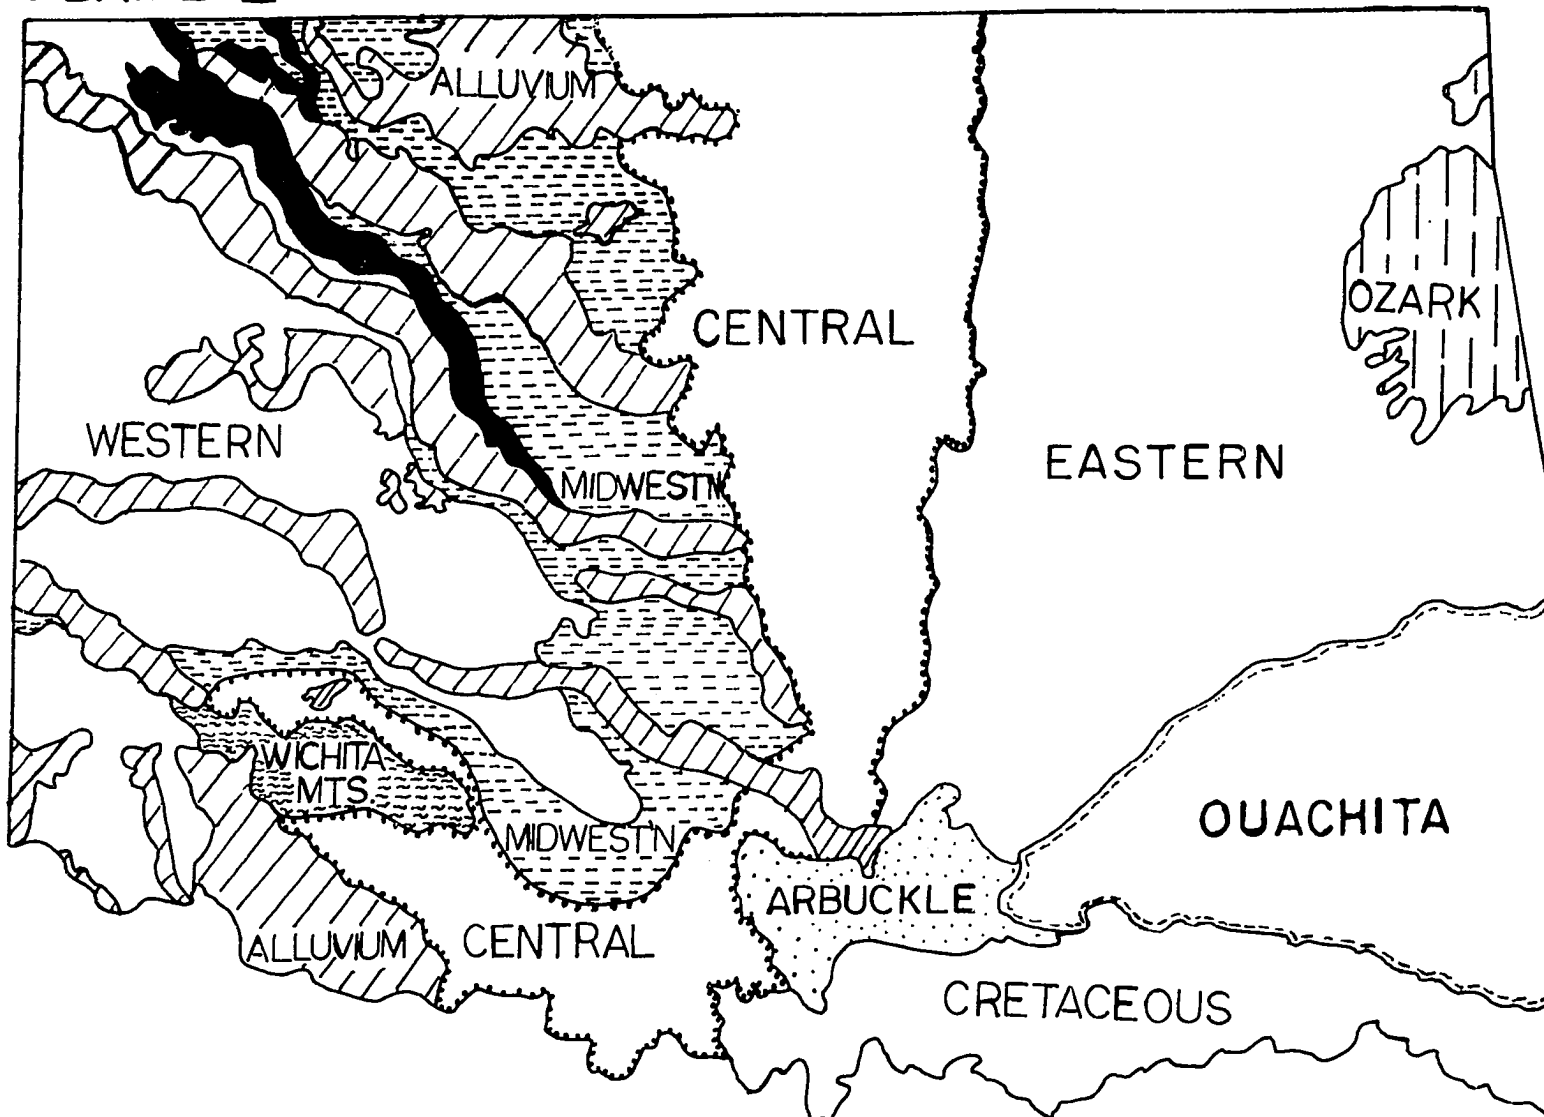 ALLUVIUM
CENTRAL
OZARK
WESTERN
EASTERN
MIDWEST'N
WICHITA
MTS
MIDWEST'N
OUACHITA
ARBUCKLE
ALLUVIUM
CENTRAL
CRETACEOUS